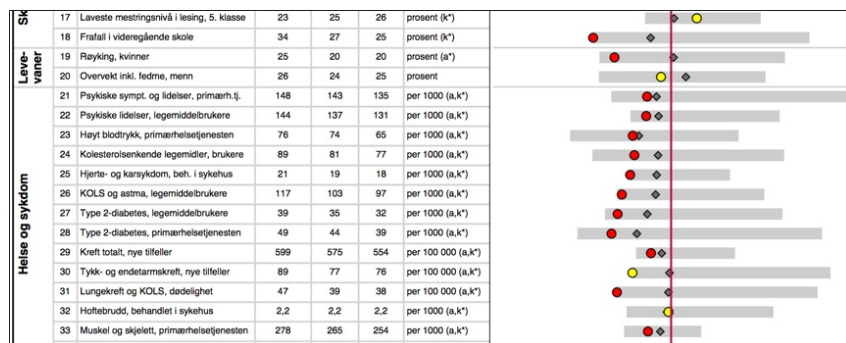 Sk
17 Laveste mestringsnivå i lesing, 5. klasse 23 25 26 prosent (k*)
18 Frafall i videregående skole 34 27 25 prosent (k*)
Leve-
vaner
19 Røyking, kvinner 25 20 20 prosent (a*)
20 Overvekt inkl. fedme, menn 26 24 25 prosent
Helse og sykdom
21 Psykiske sympt. og lidelser, primærh.tj. 148 143 135 per 1000 (a,k*)
22 Psykiske lidelser, legemiddelbrukere 144 137 131 per 1000 (a,k*)
23 Høyt blodtrykk, primærhelsetjenesten 76 74 65 per 1000 (a,k*)
24 Kolesterolsenkende legemidler, brukere 89 81 77 per 1000 (a,k*)
25 Hjerte- og karsykdom, beh. i sykehus 21 19 18 per 1000 (a,k*)
26 KOLS og astma, legemiddelbrukere 117 103 97 per 1000 (a,k*)
27 Type 2-diabetes, legemiddelbrukere 39 35 32 per 1000 (a,k*)
28 Type 2-diabetes, primærhelsetjenesten 49 44 39 per 1000 (a,k*)
29 Kreft totalt, nye tilfeller 599 575 554 per 100 000 (a,k*)
30 Tykk- og endetarmskreft, nye tilfeller 89 77 76 per 100 000 (a,k*)
31 Lungekreft og KOLS, dødelighet 47 39 38 per 100 000 (a,k*)
32 Hoftebrudd, behandlet i sykehus 2,2 2,2 2,2 per 1000 (a,k*)
33 Muskel og skjelett, primærhelsetjenesten 278 265 254 per 1000 (a,k*)